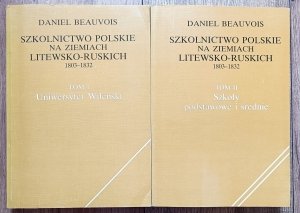 DANIEL BEAUVOIS
SZKOLNICTWO POLSKIE
NA ZIEMIACH
LITEWSKO-RUSKICH
1803-1832
TOM I
Uniwersytet Wileński
DANIEL BEAUVOIS
SZKOLNICTWO POLSKIE
NA ZIEMIACH
LITEWSKO-RUSKICH
1803-1832
TOM II
Szkoły
podstawowe i średnie